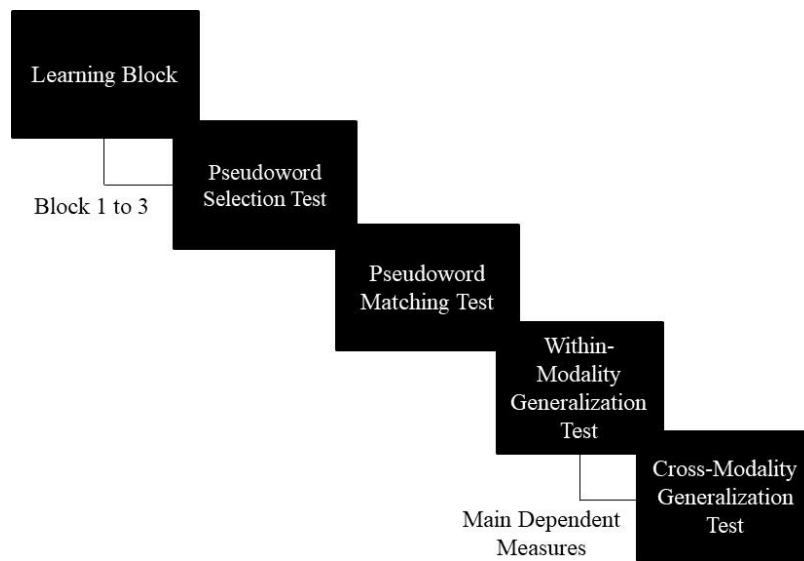 Learning Block
Block 1 to 3
Pseudoword
Selection Test
Pseudoword
Matching Test
Within-
Modality
Generalization
Test
Main Dependent
Measures
Cross-Modality
Generalization
Test